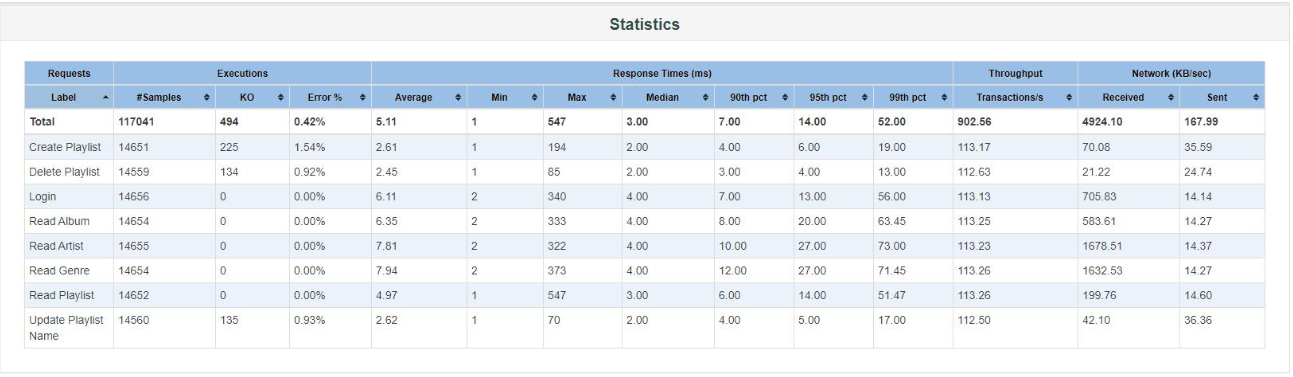 Statistics
Requests Executions Response Times (ms) Throughput Network (KB/sec)
Label #Samples KO Error % Average Min Max Median 90th pct 95th pct 99th pct Transactions/s Received Sent
Total 117041 494 0.42% 5.11 1 547 3.00 7.00 14.00 52.00 902.56 4924.10 167.99
Create Playlist 14651 225 1.54% 2.61 1 194 2.00 4.00 6.00 19.00 113.17 70.08 35.59
Delete Playlist 14559 134 0.92% 2.45 1 85 2.00 3.00 4.00 13.00 112.63 21.22 24.74
Login 14656 0 0.00% 6.11 2 340 4.00 7.00 13.00 56.00 113.13 705.83 14.14
Read Album 14654 0 0.00% 6.35 2 333 4.00 8.00 20.00 63.45 113.25 583.61 14.27
Read Artist 14655 0 0.00% 7.81 2 322 4.00 10.00 27.00 73.00 113.23 1678.51 14.37
Read Genre 14654 0 0.00% 7.94 2 373 4.00 12.00 27.00 71.45 113.26 1632.53 14.27
Read Playlist 14652 0 0.00% 4.97 1 547 3.00 6.00 14.00 51.47 113.26 199.76 14.60
Update Playlist 14560 135 0.93% 2.62 1 70 2.00 4.00 5.00 17.00 112.50 42.10 36.36
Name